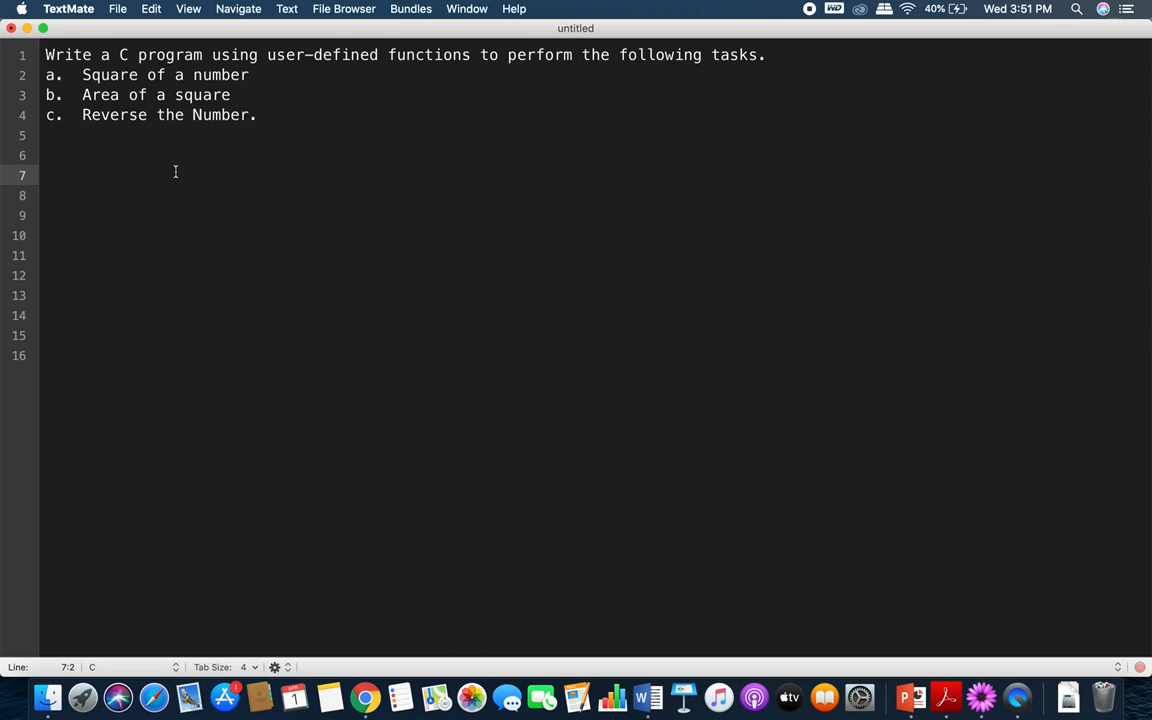 TextMate File Edit View Navigate Text File Browser Bundles Window Help WD 40% Wed 3:51 PM
untitled
1 Write a C program using user-defined functions to perform the following tasks.
2 a. Square of a number
3 b. Area of a square
4 c. Reverse the Number.
5
6
7
8
9
10
11
12
13
14
15
16
Line: 7:2 C Tab Size: 4